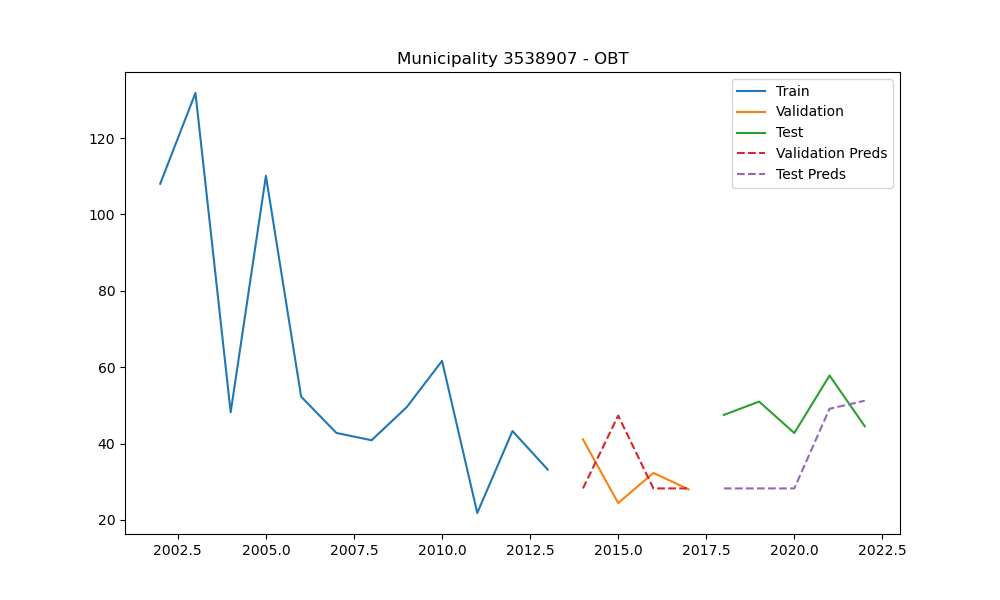 Municipality 3538907 - OBT
Train
Validation
Test
Validation Preds
Test Preds
120
100
80
60
40
20
2002.5 2005.0 2007.5 2010.0 2012.5 2015.0 2017.5 2020.0 2022.5